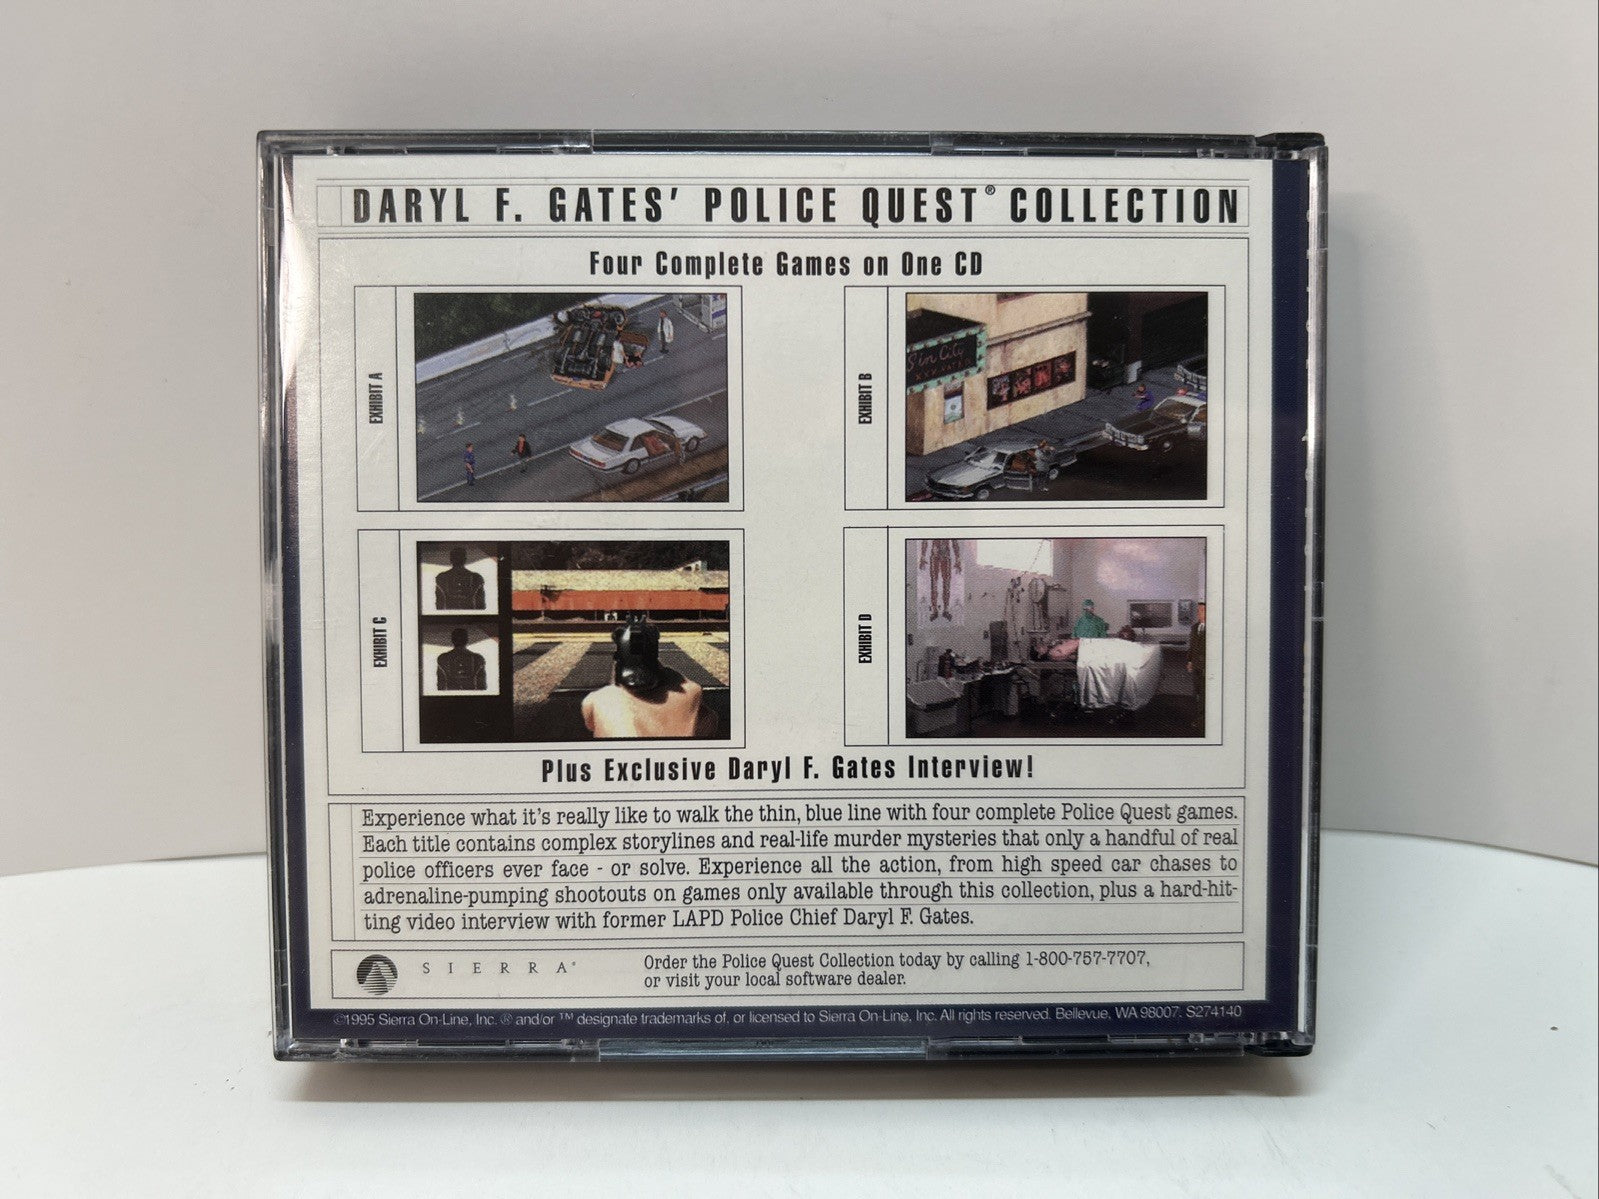 DARYL F. GATES' POLICE QUEST® COLLECTION
Four Complete Games on One CD
EXHIBIT A
EXHIBIT B
Sin City
XXX
EXHIBIT C
EXHIBIT D
Plus Exclusive Daryl F. Gates Interview!
Experience what it's really like to walk the thin, blue line with four complete Police Quest games.
Each title contains complex storylines and real-life murder mysteries that only a handful of real
police officers ever face - or solve. Experience all the action, from high speed car chases to
adrenaline-pumping shootouts on games only available through this collection, plus a hard-hit-
ting video interview with former LAPD Police Chief Daryl F. Gates.
SIERRA®
Order the Police Quest Collection today by calling 1-800-757-7707,
or visit your local software dealer.
©1995 Sierra On-Line, Inc. ® and/or ™ designate trademarks of, or licensed to Sierra On-Line, Inc. All rights reserved. Bellevue, WA 98007. S274140